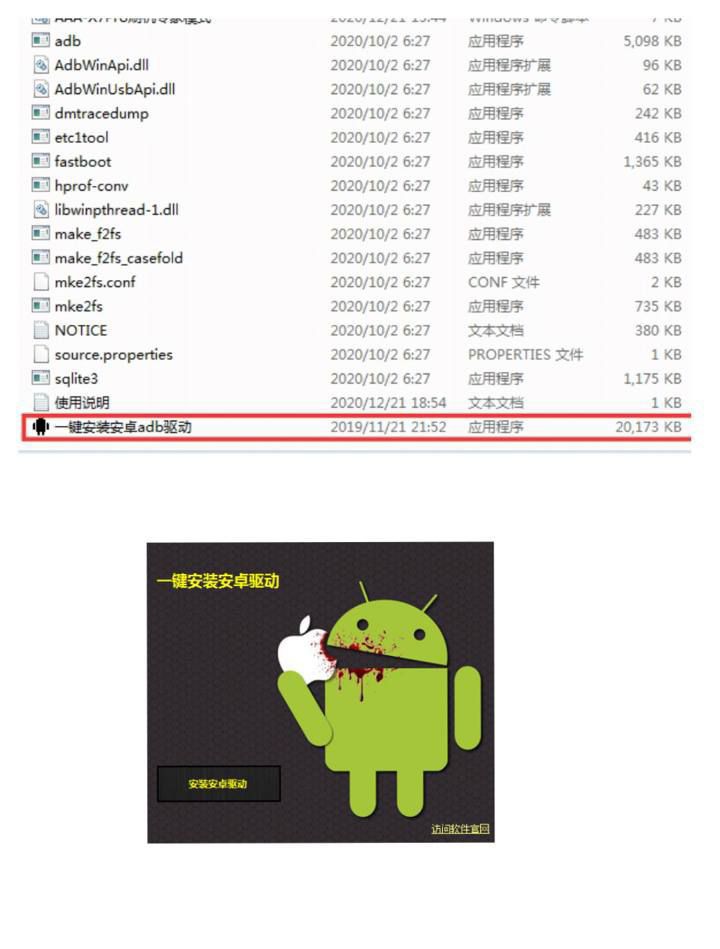 adb 2020/10/2 6:27 应用程序 5,098 KB
AdbWinApi.dll 2020/10/2 6:27 应用程序扩展 96 KB
AdbWinUsbApi.dll 2020/10/2 6:27 应用程序扩展 62 KB
dmtracedump 2020/10/2 6:27 应用程序 242 KB
etc1tool 2020/10/2 6:27 应用程序 416 KB
fastboot 2020/10/2 6:27 应用程序 1,365 KB
hprof-conv 2020/10/2 6:27 应用程序 43 KB
libwinpthread-1.dll 2020/10/2 6:27 应用程序扩展 227 KB
make_f2fs 2020/10/2 6:27 应用程序 483 KB
make_f2fs_casefold 2020/10/2 6:27 应用程序 483 KB
mke2fs.conf 2020/10/2 6:27 CONF 文件 2 KB
mke2fs 2020/10/2 6:27 应用程序 735 KB
NOTICE 2020/10/2 6:27 文本文档 380 KB
source.properties 2020/10/2 6:27 PROPERTIES 文件 1 KB
sqlite3 2020/10/2 6:27 应用程序 1,175 KB
使用说明 2020/12/21 18:54 文本文档 1 KB
一键安装安卓adb驱动 2019/11/21 21:52 应用程序 20,173 KB
一键安装安卓驱动
安装安卓驱动
访问软件官网